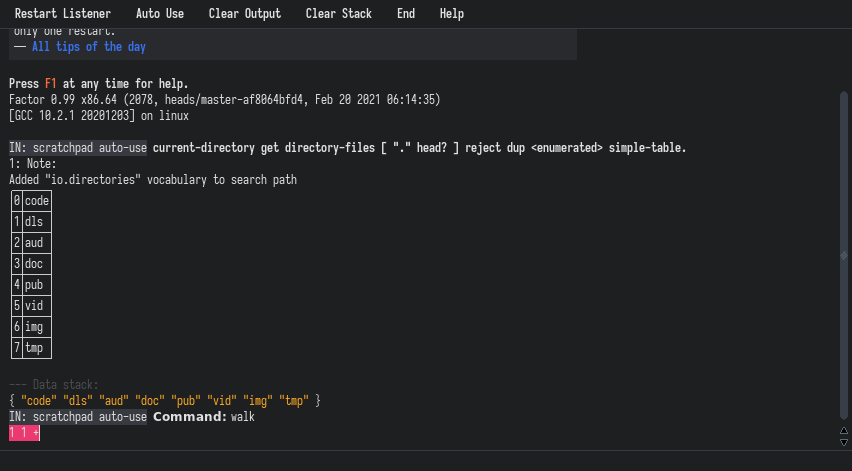 Restart Listener Auto Use Clear Output Clear Stack End Help
only one restart.
— All tips of the day
Press F1 at any time for help.
Factor 0.99 x86.64 (2078, heads/master-af8064bfd4, Feb 20 2021 06:14:35)
[GCC 10.2.1 20201203] on linux
IN: scratchpad auto-use current-directory get directory-files [ "." head? ] reject dup <enumerated> simple-table.
1: Note:
Added "io.directories" vocabulary to search path
0 code
1 dls
2 aud
3 doc
4 pub
5 vid
6 img
7 tmp
--- Data stack:
{ "code" "dls" "aud" "doc" "pub" "vid" "img" "tmp" }
IN: scratchpad auto-use Command: walk
1 1 +